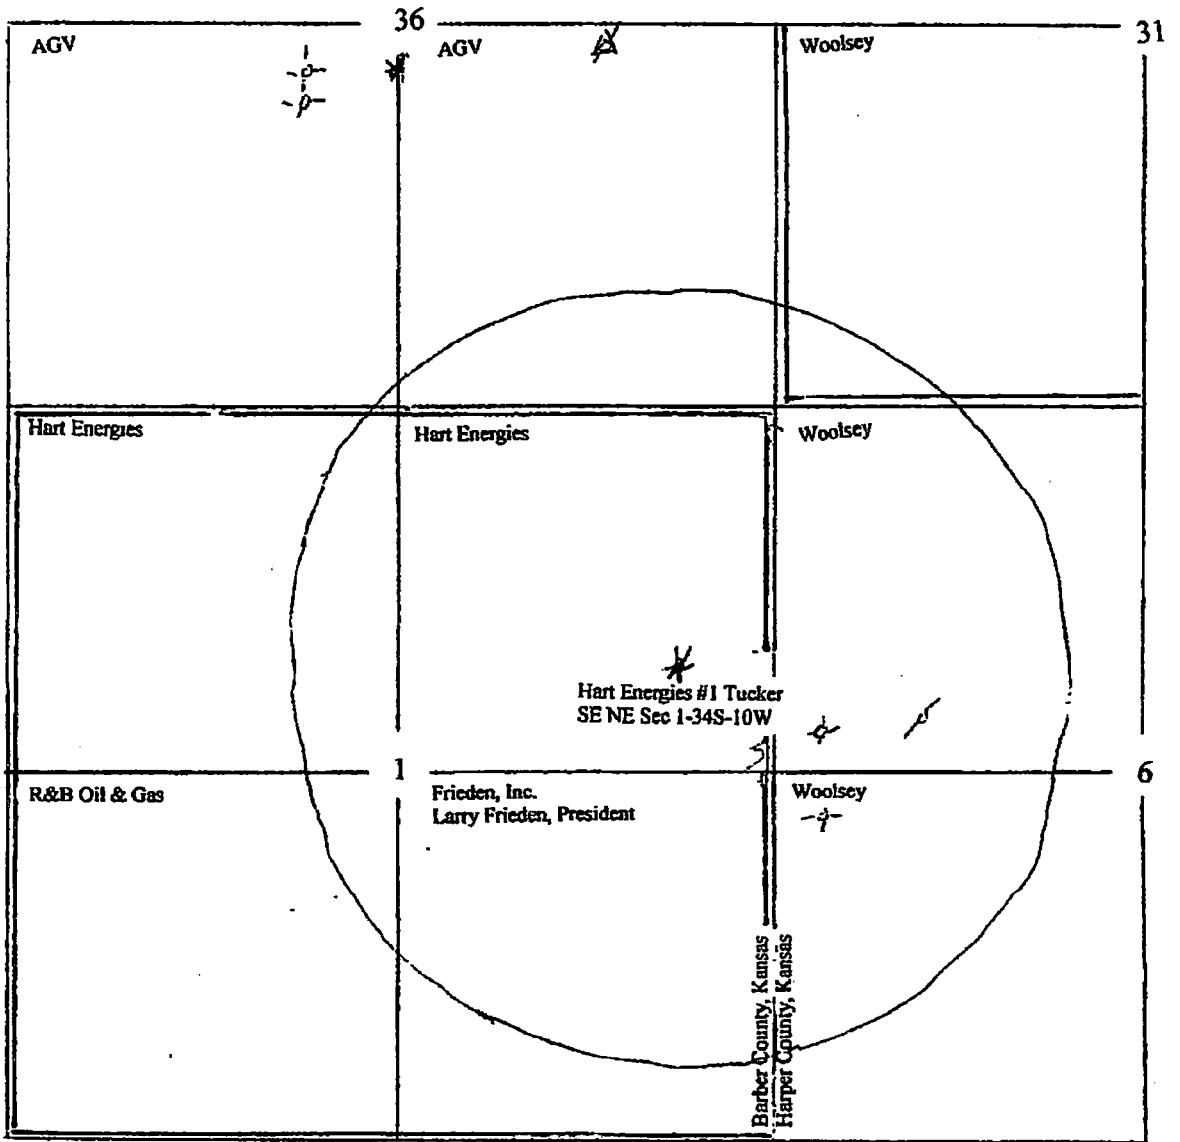 36
31
AGV
AGV
Woolsey
Hart Energies
Hart Energies
Woolsey
Hart Energies #1 Tucker
SE NE Sec 1-34S-10W
1
6
R&B Oil & Gas
Frieden, Inc.
Larry Frieden, President
Woolsey
Barber County, Kansas
Harper County, Kansas